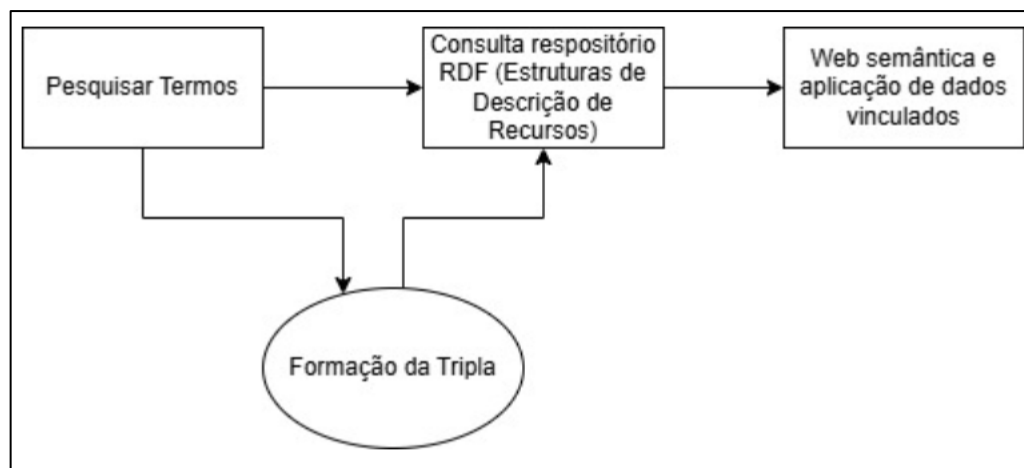 Pesquisar Termos
Consulta respositório
RDF (Estruturas de
Descrição de
Recursos)
Web semântica e
aplicação de dados
vinculados
Formação da Tripla